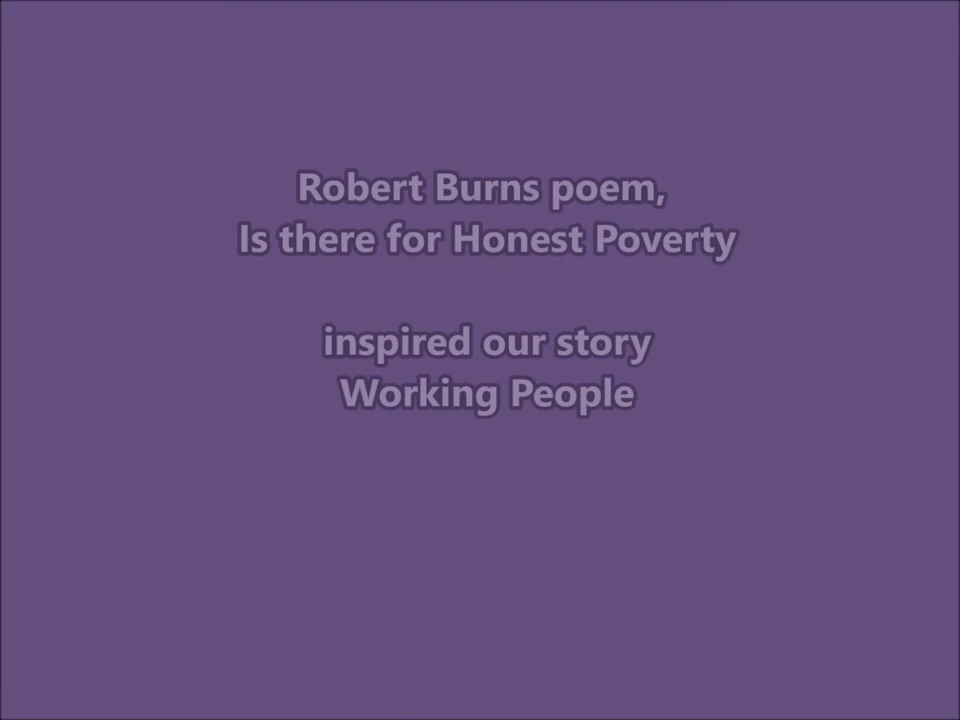 Robert Burns poem,
Is there for Honest Poverty
inspired our story
Working People